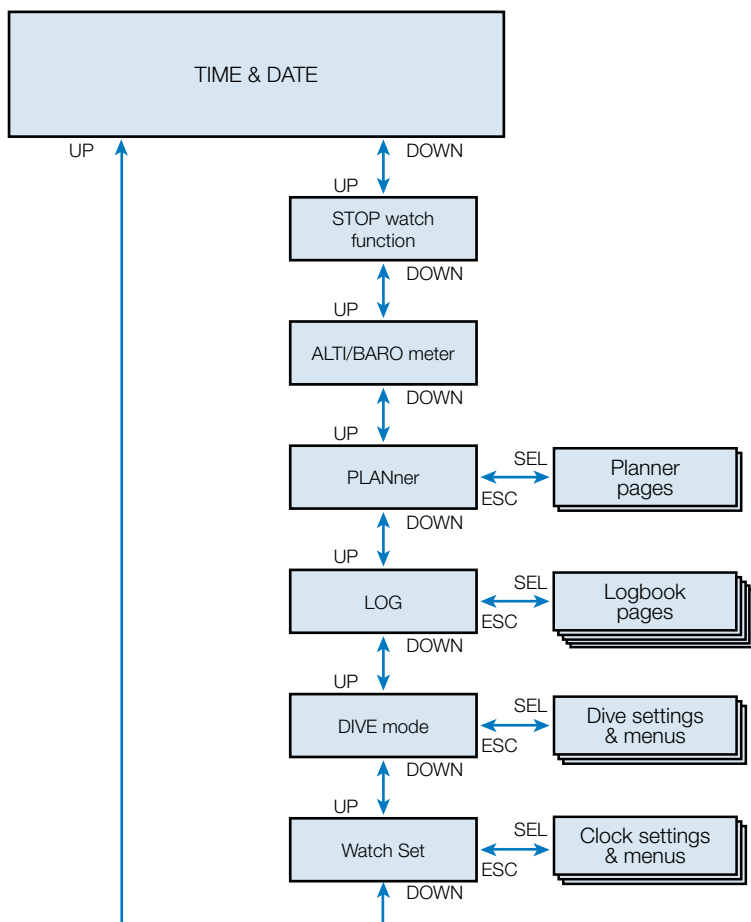 TIME & DATE
UP
DOWN
UP
STOP watch
function
DOWN
UP
ALTI/BARO meter
DOWN
UP
PLANner
SEL
ESC
Planner
pages
DOWN
UP
LOG
SEL
ESC
Logbook
pages
DOWN
UP
DIVE mode
SEL
ESC
Dive settings
& menus
DOWN
UP
Watch Set
SEL
ESC
Clock settings
& menus
DOWN